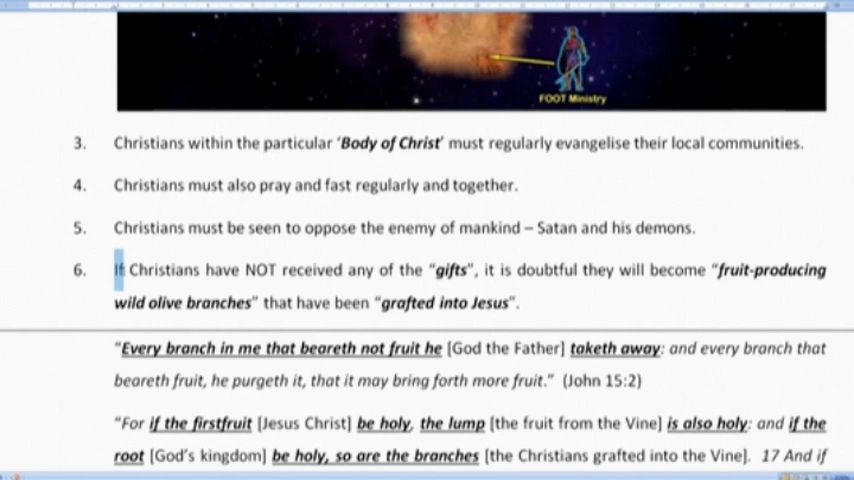 FOOT Ministry
3. Christians within the particular ‘Body of Christ’ must regularly evangelise their local communities.
4. Christians must also pray and fast regularly and together.
5. Christians must be seen to oppose the enemy of mankind – Satan and his demons.
6. If Christians have NOT received any of the “gifts”, it is doubtful they will become “fruit-producing
wild olive branches” that have been “grafted into Jesus”.
“Every branch in me that beareth not fruit he [God the Father] taketh away: and every branch that
beareth fruit, he purgeth it, that it may bring forth more fruit.” (John 15:2)
“For if the firstfruit [Jesus Christ] be holy, the lump [the fruit from the Vine] is also holy: and if the
root [God’s kingdom] be holy, so are the branches [the Christians grafted into the Vine]. 17 And if